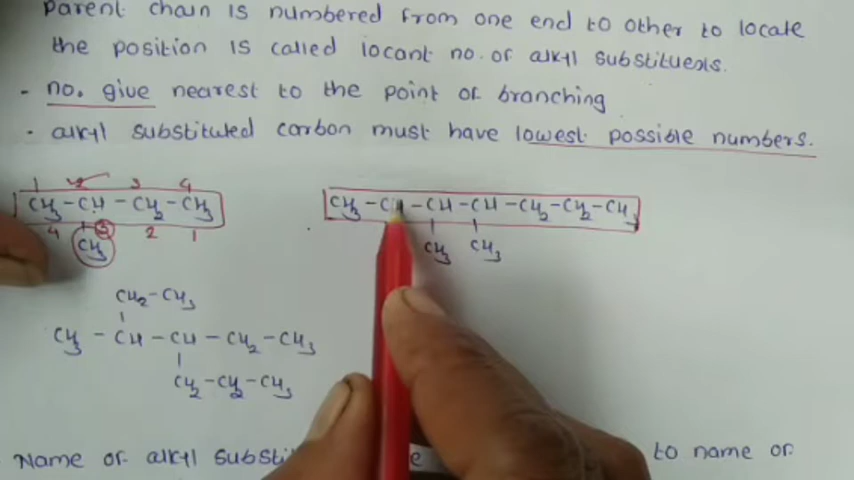 Parent chain is numbered from one end to other to locate
the position is called locant no. of alkyl substituents.
- no. give nearest to the point of branching
- alkyl substituted carbon must have lowest possible numbers.
1 2 3 4
CH3 - CH - CH2 - CH3
4 3 2 1
CH3
CH3 - CH - CH - CH - CH2 - CH2 - CH3
CH3 CH3
CH2 - CH3
CH3 - CH - CH - CH2 - CH3
CH2 - CH2 - CH3
Name of alkyl to name or